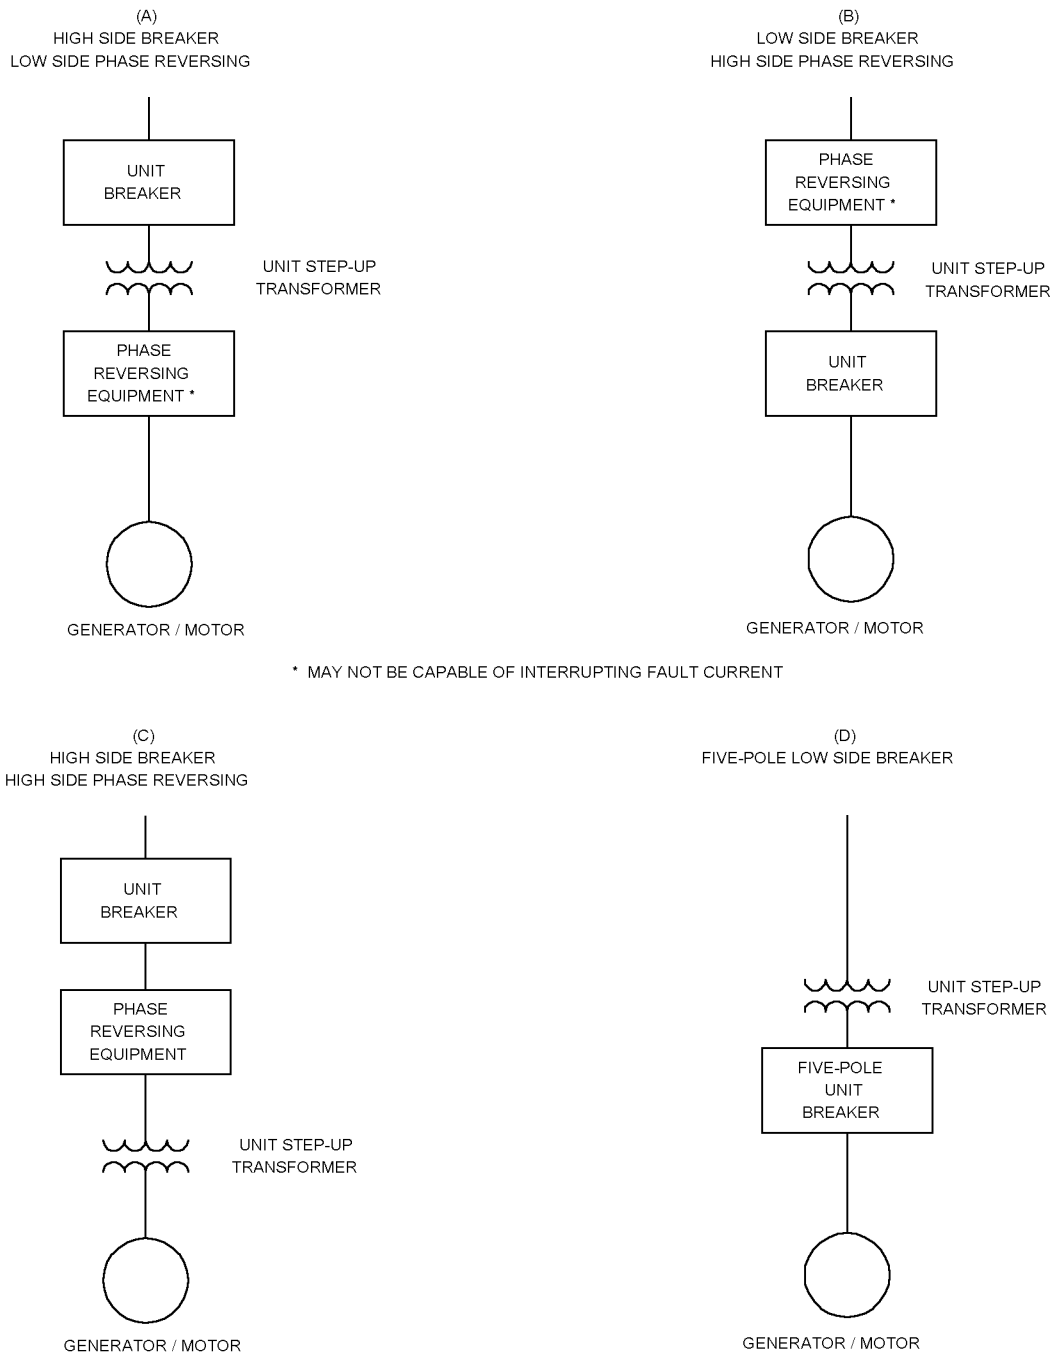 (A)
HIGH SIDE BREAKER
LOW SIDE PHASE REVERSING
UNIT
BREAKER
UNIT STEP-UP
TRANSFORMER
PHASE
REVERSING
EQUIPMENT *
GENERATOR / MOTOR
(B)
LOW SIDE BREAKER
HIGH SIDE PHASE REVERSING
PHASE
REVERSING
EQUIPMENT *
UNIT STEP-UP
TRANSFORMER
UNIT
BREAKER
GENERATOR / MOTOR
* MAY NOT BE CAPABLE OF INTERRUPTING FAULT CURRENT
(C)
HIGH SIDE BREAKER
HIGH SIDE PHASE REVERSING
UNIT
BREAKER
PHASE
REVERSING
EQUIPMENT
UNIT STEP-UP
TRANSFORMER
GENERATOR / MOTOR
(D)
FIVE-POLE LOW SIDE BREAKER
UNIT STEP-UP
TRANSFORMER
FIVE-POLE
UNIT
BREAKER
GENERATOR / MOTOR